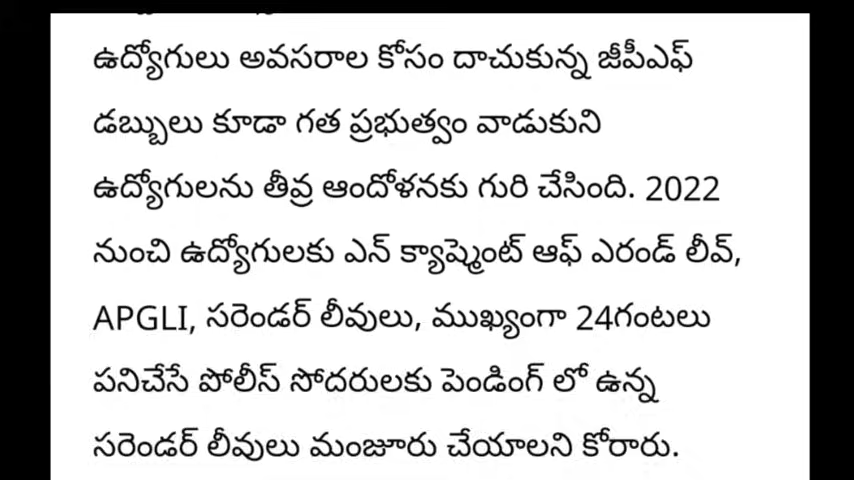 ఉద్యోగులు అవసరాల కోసం దాచుకున్న జీపీఎఫ్
డబ్బులు కూడా గత ప్రభుత్వం వాడుకుని
ఉద్యోగులను తీవ్ర ఆందోళనకు గురి చేసింది. 2022
నుంచి ఉద్యోగులకు ఎన్ క్యాష్మెంట్ ఆఫ్ ఎరండ్ లీవ్,
APGLI, సరెండర్ లీవులు, ముఖ్యంగా 24గంటలు
పనిచేసే పోలీస్ సోదరులకు పెండింగ్ లో ఉన్న
సరెండర్ లీవులు మంజూరు చేయాలని కోరారు.